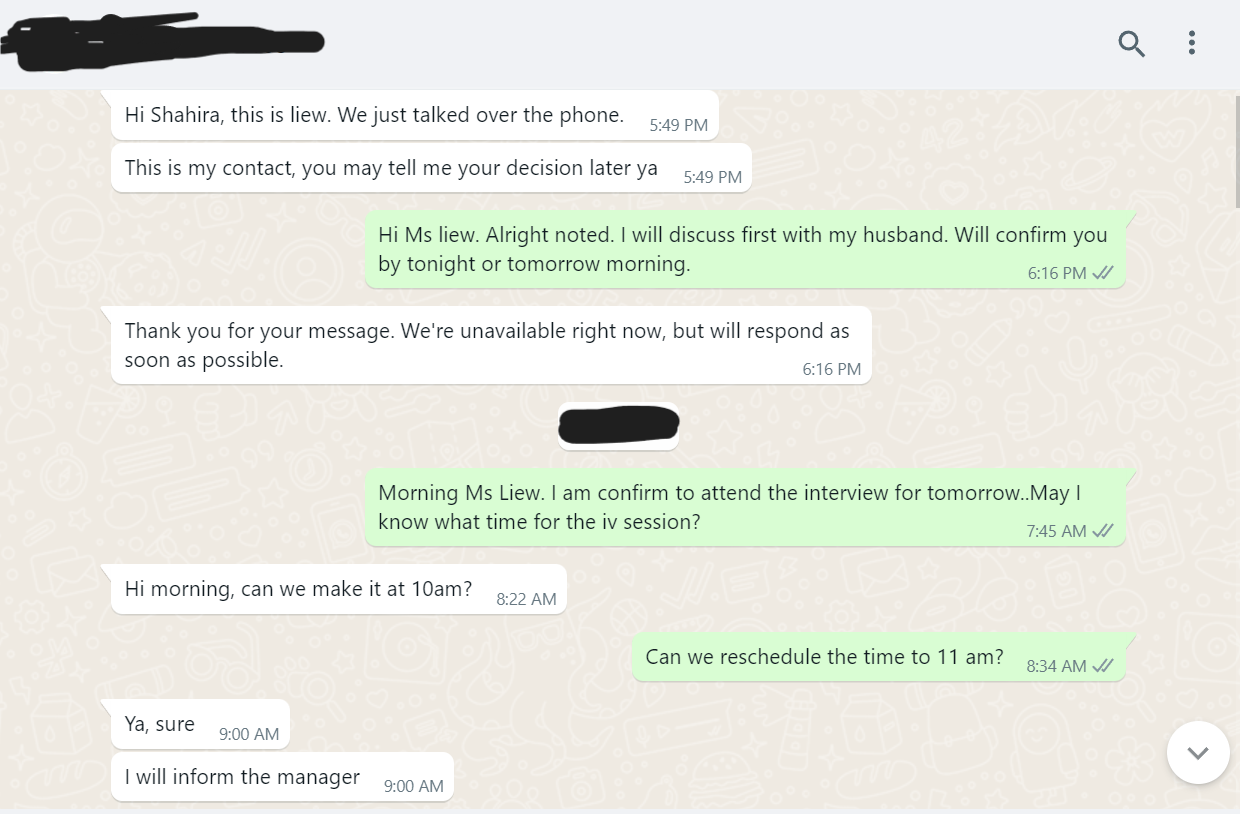 Hi Shahira, this is liew. We just talked over the phone.
5:49 PM
This is my contact, you may tell me your decision later ya
5:49 PM
Hi Ms liew. Alright noted. I will discuss first with my husband. Will confirm you
by tonight or tomorrow morning.
6:16 PM
Thank you for your message. We're unavailable right now, but will respond as
soon as possible.
6:16 PM
Morning Ms Liew. I am confirm to attend the interview for tomorrow..May I
know what time for the iv session?
7:45 AM
Hi morning, can we make it at 10am?
8:22 AM
Can we reschedule the time to 11 am?
8:34 AM
Ya, sure
9:00 AM
I will inform the manager
9:00 AM